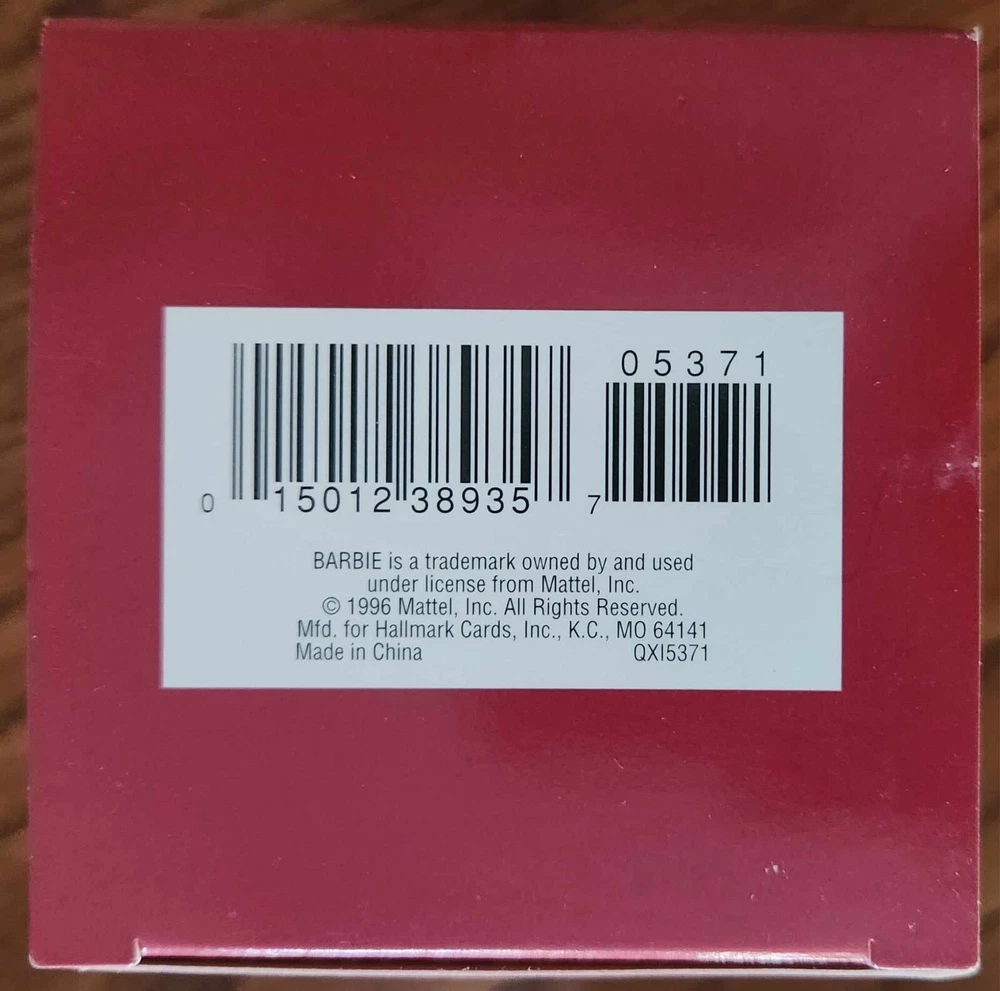 05371
0 15012 38935 7
BARBIE is a trademark owned by and used
under license from Mattel, Inc.
© 1996 Mattel, Inc. All Rights Reserved.
Mfd. for Hallmark Cards, Inc., K.C., MO 64141
Made in China QXI5371